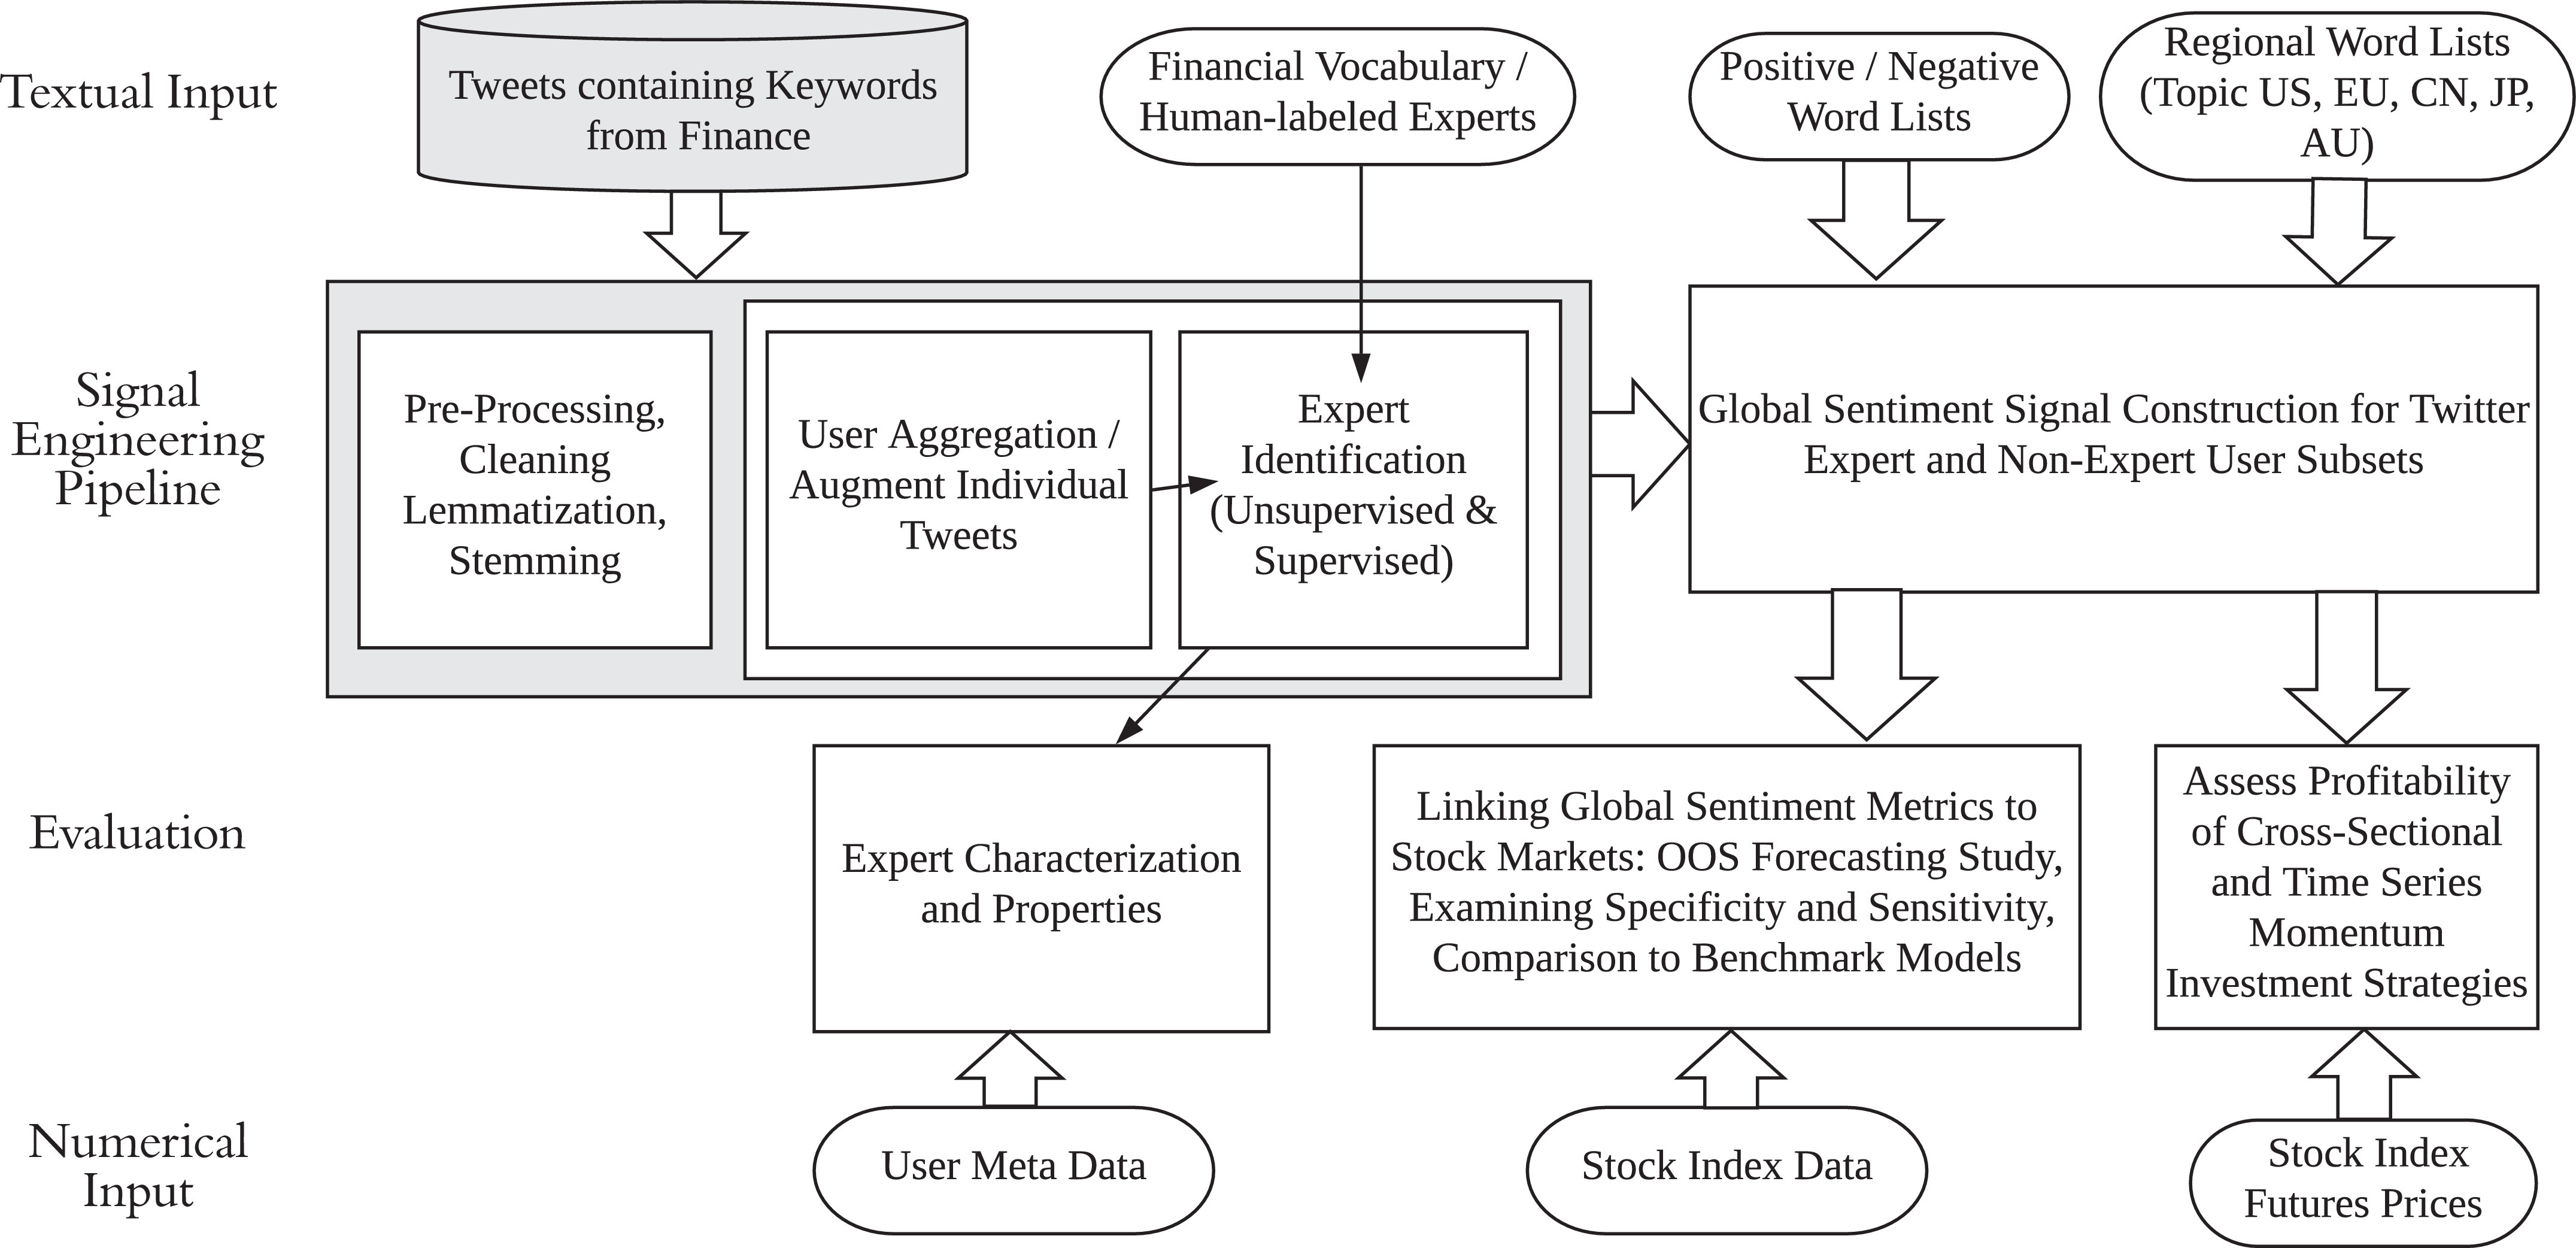 Textual Input
Tweets containing Keywords
from Finance
Financial Vocabulary /
Human-labeled Experts
Positive / Negative
Word Lists
Regional Word Lists
(Topic US, EU, CN, JP,
AU)
Signal
Engineering
Pipeline
Pre-Processing,
Cleaning
Lemmatization,
Stemming
User Aggregation /
Augment Individual
Tweets
Expert
Identification
(Unsupervised &
Supervised)
Global Sentiment Signal Construction for Twitter
Expert and Non-Expert User Subsets
Evaluation
Expert Characterization
and Properties
Linking Global Sentiment Metrics to
Stock Markets: OOS Forecasting Study,
Examining Specificity and Sensitivity,
Comparison to Benchmark Models
Assess Profitability
of Cross-Sectional
and Time Series
Momentum
Investment Strategies
Numerical
Input
User Meta Data
Stock Index Data
Stock Index
Futures Prices